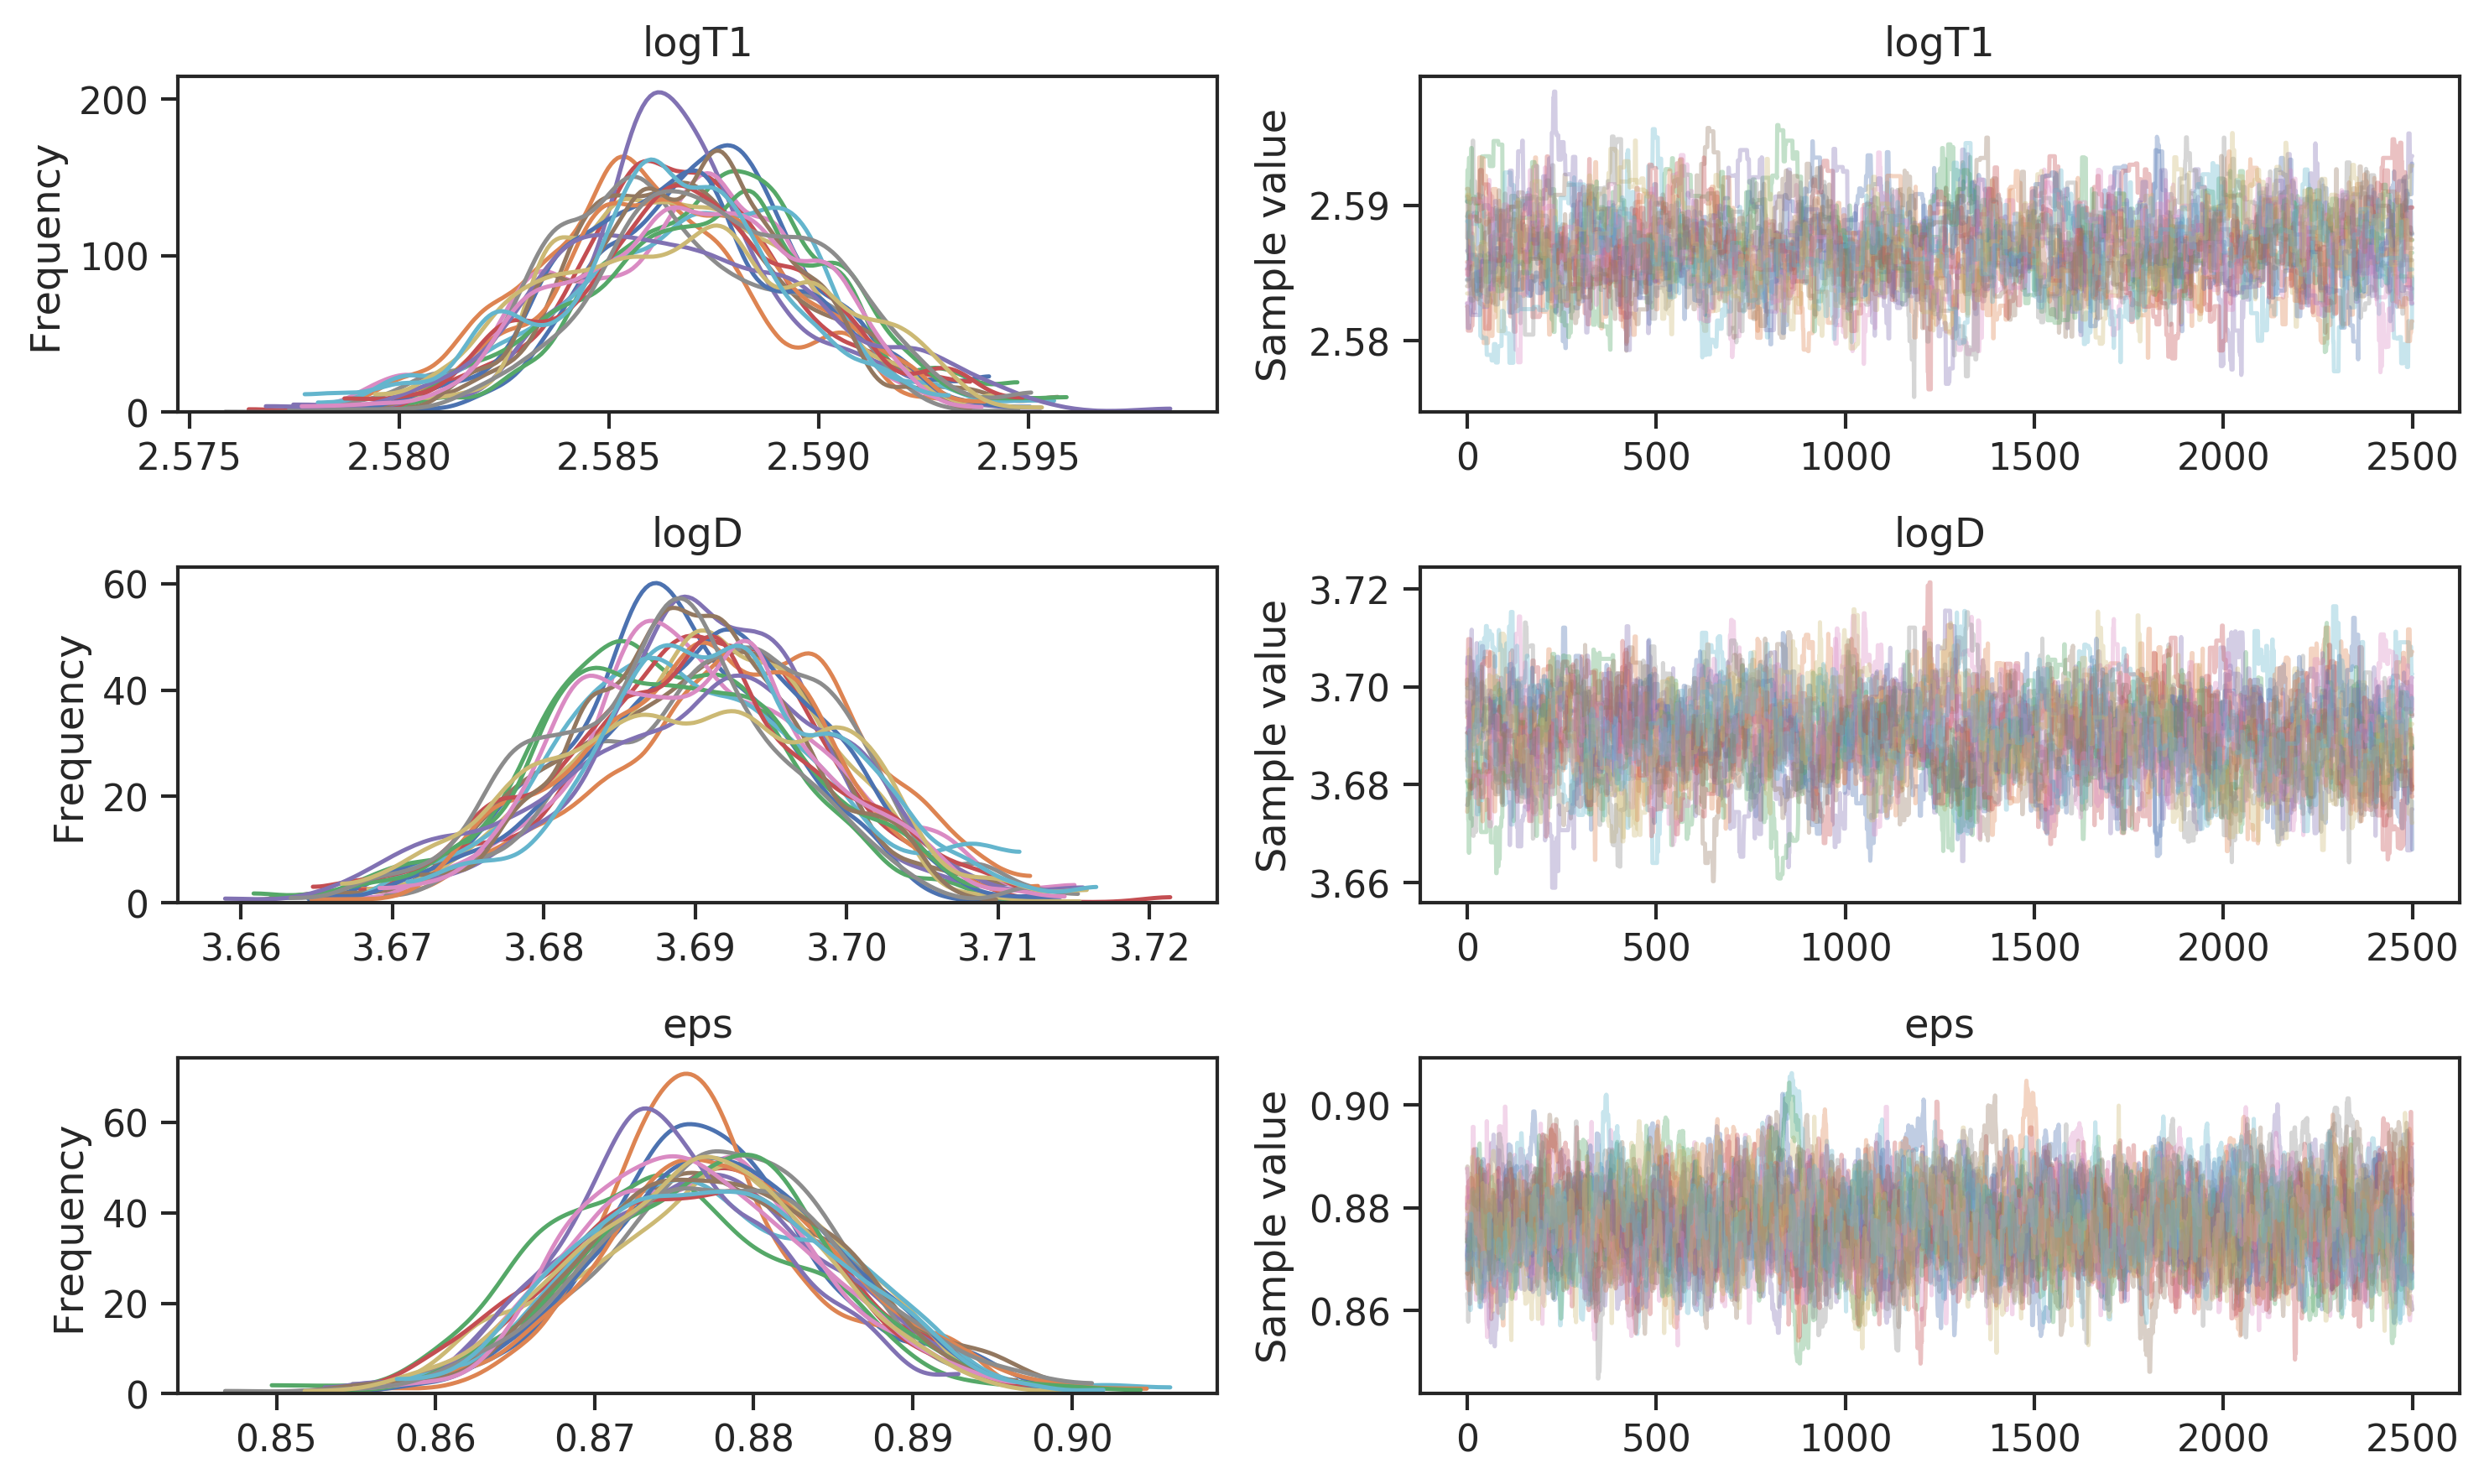 logT1
logT1
200
100
0
Frequency
2.575 2.580 2.585 2.590 2.595
2.59
2.58
Sample value
0 500 1000 1500 2000 2500
logD
logD
60
40
20
0
Frequency
3.66 3.67 3.68 3.69 3.70 3.71 3.72
3.72
3.70
3.68
3.66
Sample value
0 500 1000 1500 2000 2500
eps
eps
60
40
20
0
Frequency
0.85 0.86 0.87 0.88 0.89 0.90
0.90
0.88
0.86
Sample value
0 500 1000 1500 2000 2500